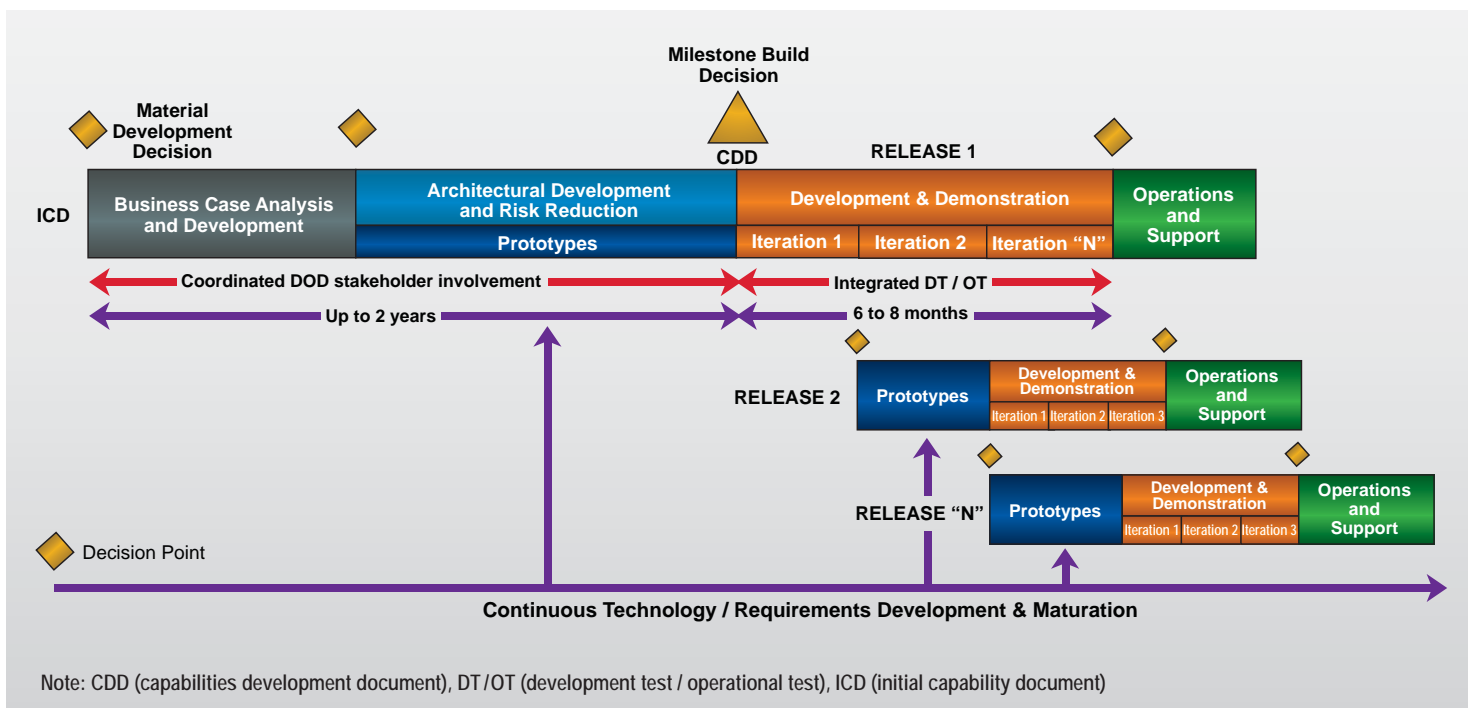 Milestone Build
Decision
Material
Development
Decision
CDD
RELEASE 1
ICD
Business Case Analysis
and Development
Architectural Development
and Risk Reduction
Prototypes
Development & Demonstration
Iteration 1
Iteration 2
Iteration “N”
Operations
and
Support
Coordinated DOD stakeholder involvement
Integrated DT / OT
Up to 2 years
6 to 8 months
RELEASE 2
Prototypes
Development &
Demonstration
Iteration 1
Iteration 2
Iteration 3
Operations
and
Support
RELEASE “N”
Prototypes
Development &
Demonstration
Iteration 1
Iteration 2
Iteration 3
Operations
and
Support
Decision Point
Continuous Technology / Requirements Development & Maturation
Note: CDD (capabilities development document), DT/OT (development test / operational test), ICD (initial capability document)